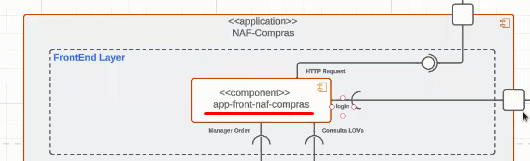 <<application>>
NAF-Compras
FrontEnd Layer
HTTP Request
<<component>>
app-front-naf-compras
login
Manager Order
Consulta LOVs